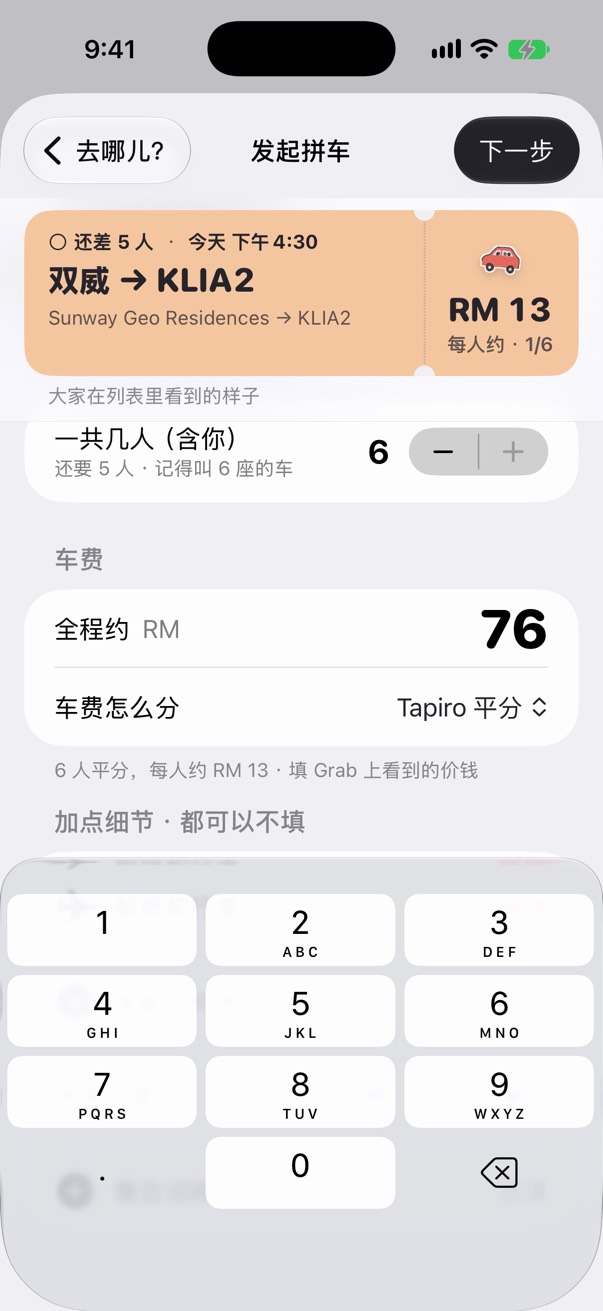 9:41
去哪儿?
发起拼车
下一步
还差 5 人 · 今天 下午 4:30
双威 → KLIA2
Sunway Geo Residences → KLIA2
RM 13
每人约 · 1/6
大家在列表里看到的样子
一共几人（含你）
还要 5 人 · 记得叫 6 座的车
6
车费
全程约 RM
76
车费怎么分
Tapiro 平分
6 人平分，每人约 RM 13 · 填 Grab 上看到的价钱
加点细节 · 都可以不填
1
2
ABC
3
DEF
4
GHI
5
JKL
6
MNO
7
PQRS
8
TUV
9
WXYZ
.
0